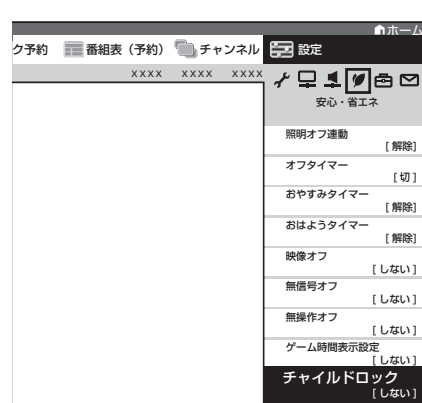 ホーム
ク予約 番組表（予約） チャンネル 設定
XXXX XXXX XXXX
安心・省エネ
照明オフ連動
[ 解除]
オフタイマー
[ 切 ]
おやすみタイマー
[ 解除]
おはようタイマー
[ 解除]
映像オフ
[ しない ]
無信号オフ
[ しない ]
無操作オフ
[ しない ]
ゲーム時間表示設定
[ しない ]
チャイルドロック
[ しない ]